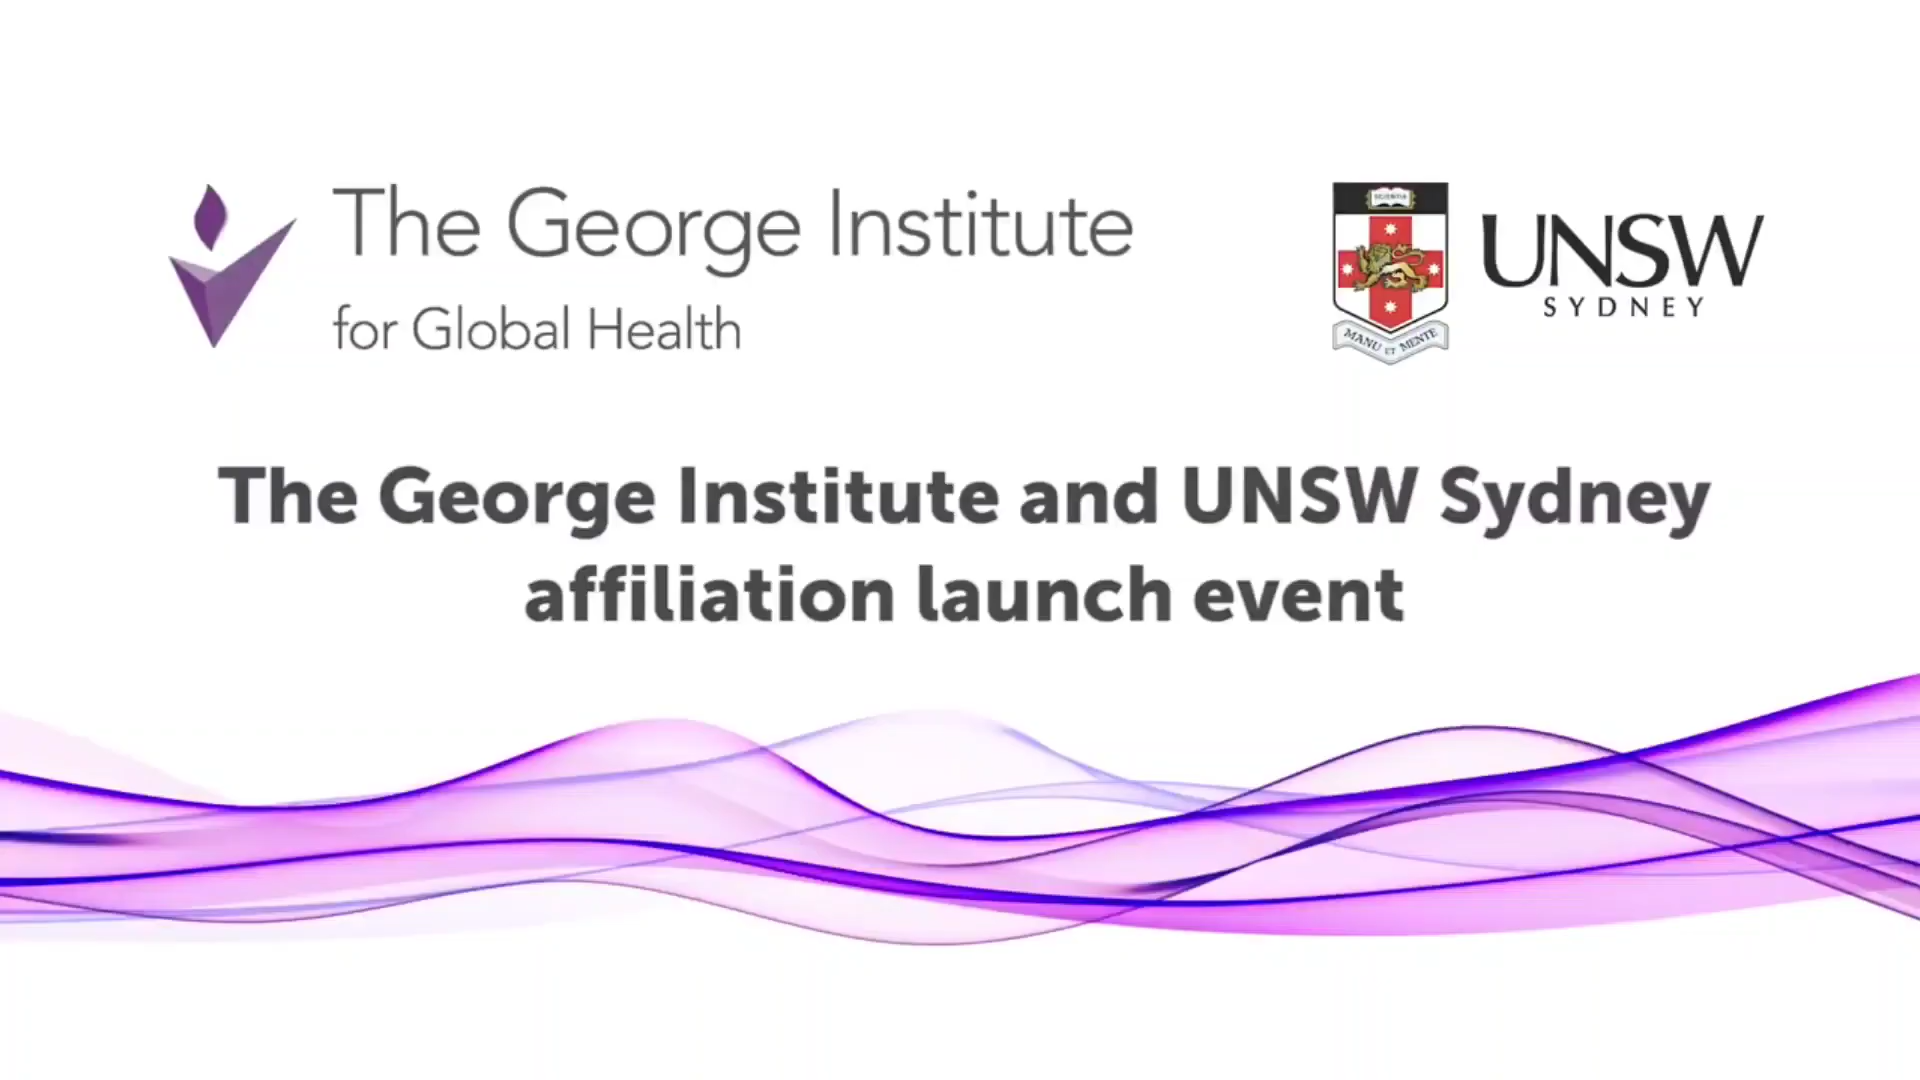 The George Institute
for Global Health
SCIENTIA
MANU ET MENTE
UNSW
SYDNEY
The George Institute and UNSW Sydney
affiliation launch event